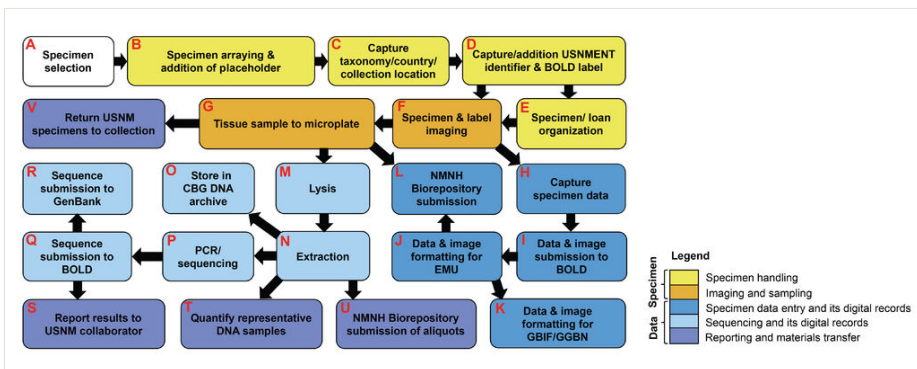 A
Specimen
selection
B
Specimen arraying &
addition of placeholder
C
Capture
taxonomy/country/
collection location
D
Capture/addition USNMENT
identifier & BOLD label
V
Return USNM
specimens to collection
G
Tissue sample to microplate
F
Specimen & label
imaging
E
Specimen/ loan
organization
R
Sequence
submission to
GenBank
O
Store in
CBG DNA
archive
M
Lysis
L
NMNH
Biorepository
submission
H
Capture
specimen data
Q
Sequence
submission to
BOLD
P
PCR/
sequencing
N
Extraction
J
Data & image
formatting for
EMU
I
Data & image
submission to BOLD
S
Report results to
USNM collaborator
T
Quantify representative
DNA samples
U
NMNH Biorepository
submission of aliquots
K
Data & image
formatting for
GBIF/GGBN
Legend
Specimen
Specimen handling
Imaging and sampling
Data
Specimen data entry and its digital records
Sequencing and its digital records
Reporting and materials transfer